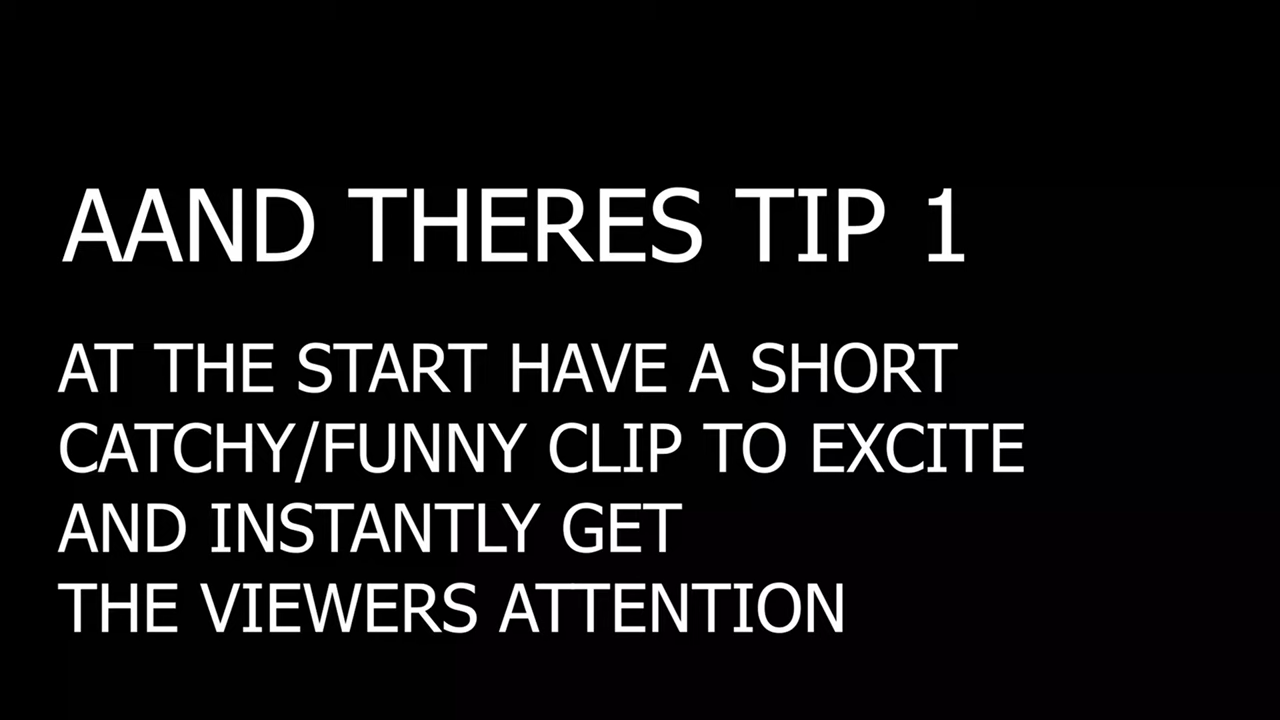 AAND THERES TIP 1
AT THE START HAVE A SHORT
CATCHY/FUNNY CLIP TO EXCITE
AND INSTANTLY GET
THE VIEWERS ATTENTION